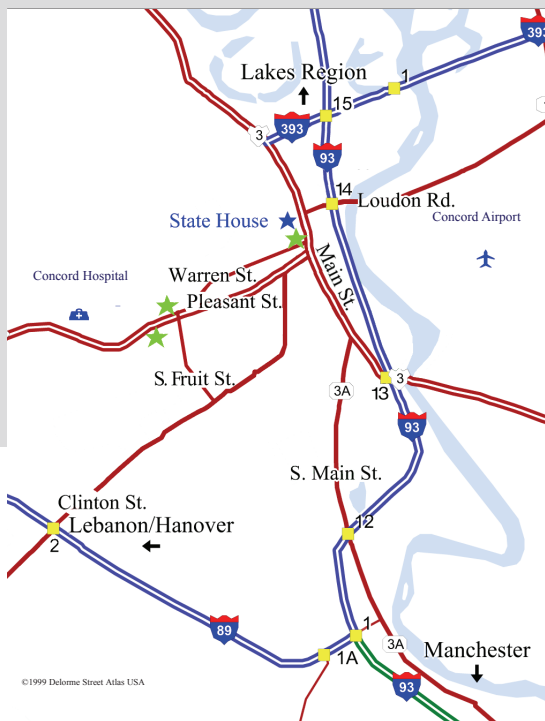 393
Lakes Region
1
15
3
393
93
14
Loudon Rd.
State House
Concord Airport
Main St.
Warren St.
Concord Hospital
Pleasant St.
S. Fruit St.
3
13
3A
93
S. Main St.
Clinton St.
12
Lebanon/Hanover
2
89
1
3A
1A
Manchester
93
©1999 Delorme Street Atlas USA